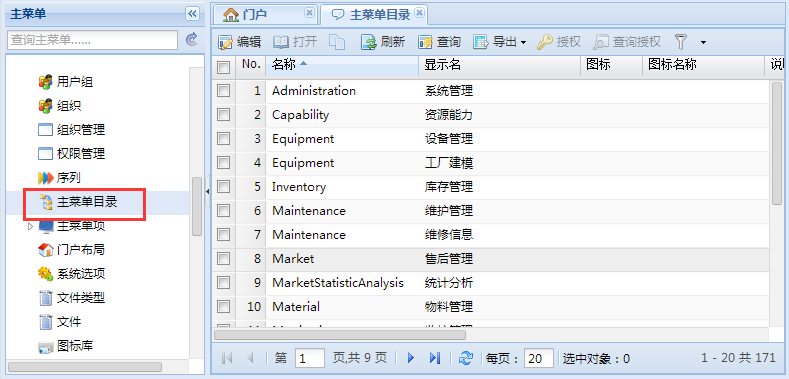 主菜单
查询主菜单......
用户组
组织
组织管理
权限管理
序列
主菜单目录
主菜单项
门户布局
系统选项
文件类型
文件
图标库
门户 主菜单目录
编辑 打开 刷新 查询 导出 授权 查询授权
No. 名称 显示名 图标 图标名称
1 Administration 系统管理
2 Capability 资源能力
3 Equipment 设备管理
4 Equipment 工厂建模
5 Inventory 库存管理
6 Maintenance 维护管理
7 Maintenance 维修信息
8 Market 售后管理
9 MarketStatisticAnalysis 统计分析
10 Material 物料管理
第 1 页,共 9 页 每页: 20 选中对象:0 1 - 20 共 171